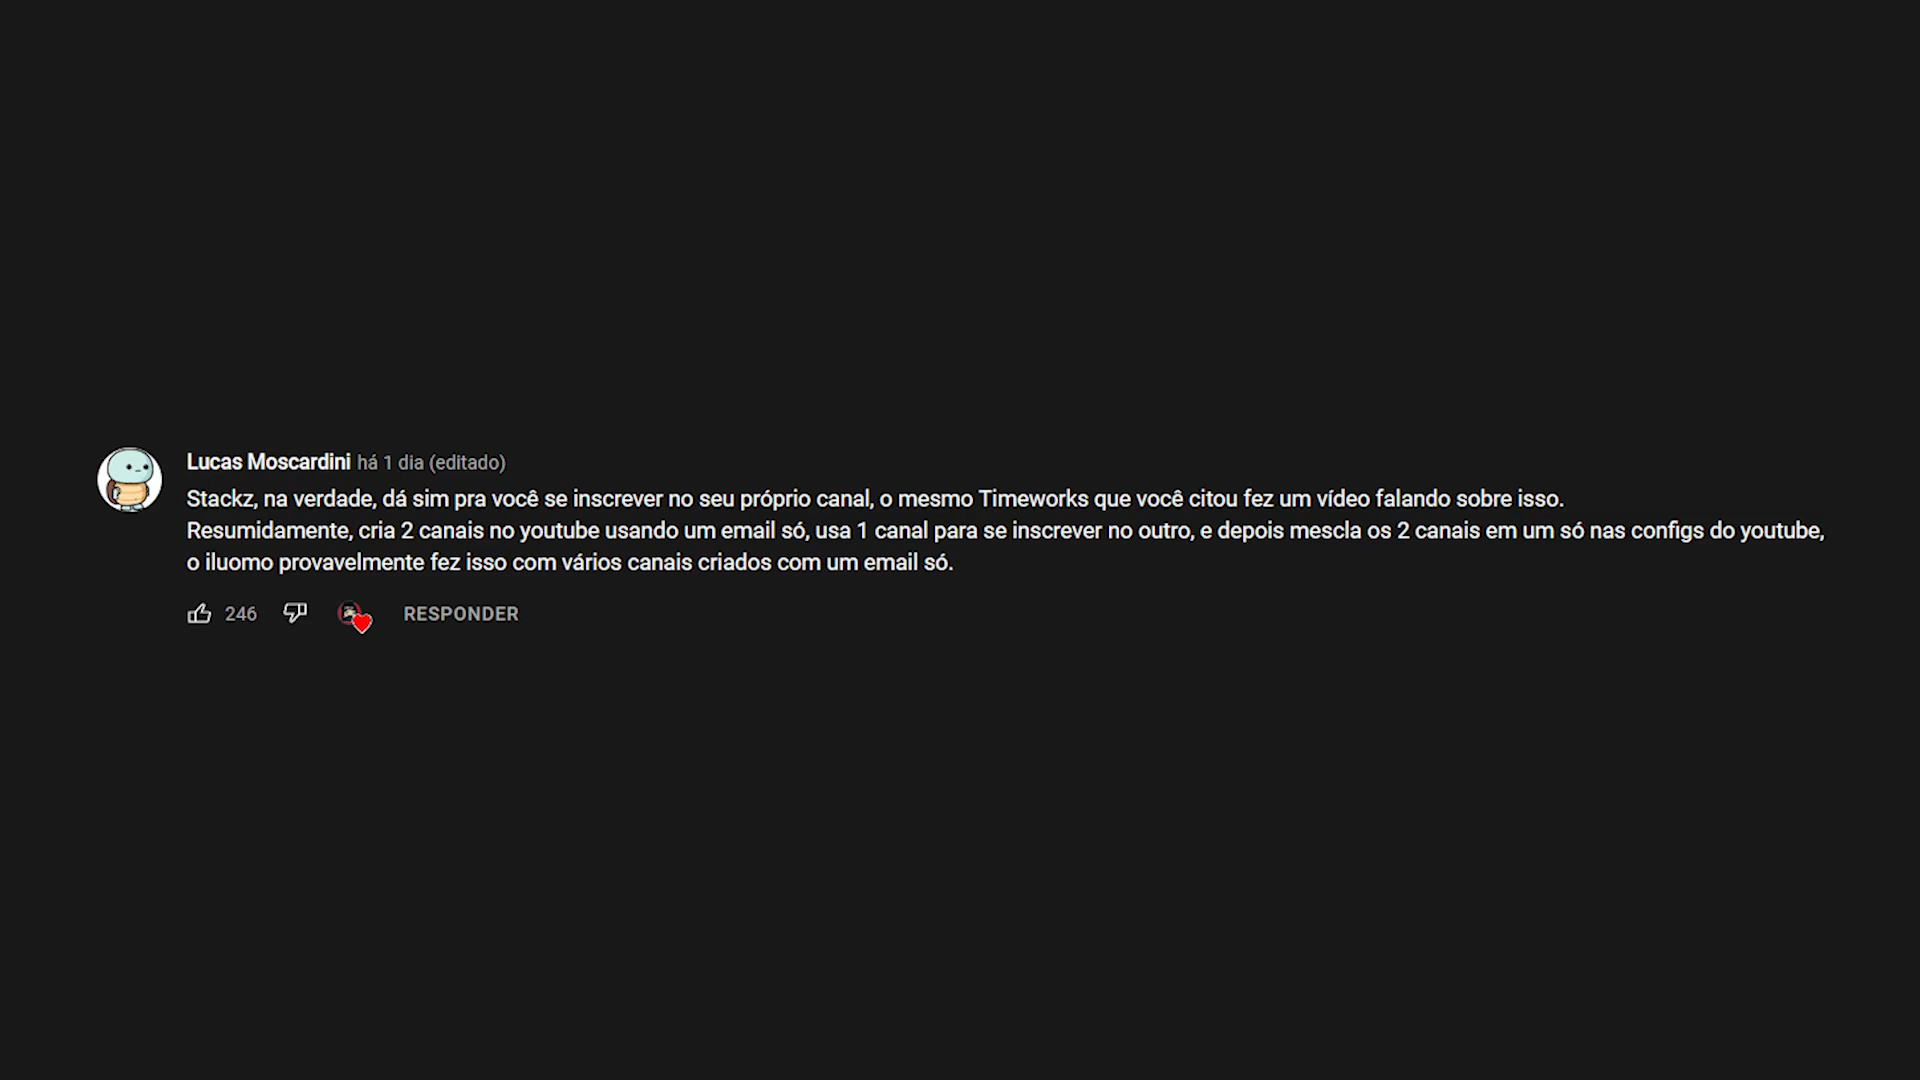 Lucas Moscardini há 1 dia (editado)
Stackz, na verdade, dá sim pra você se inscrever no seu próprio canal, o mesmo Timeworks que você citou fez um vídeo falando sobre isso.
Resumidamente, cria 2 canais no youtube usando um email só, usa 1 canal para se inscrever no outro, e depois mescla os 2 canais em um só nas configs do youtube,
o iluomo provavelmente fez isso com vários canais criados com um email só.
246 RESPONDER